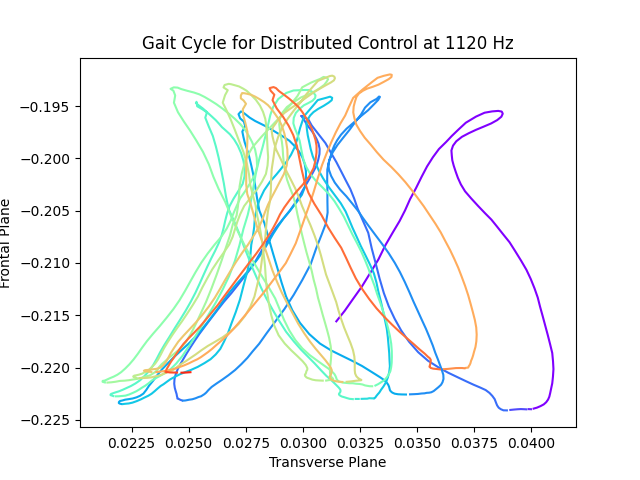 Gait Cycle for Distributed Control at 1120 Hz
Frontal Plane
−0.195
−0.200
−0.205
−0.210
−0.215
−0.220
−0.225
0.0225 0.0250 0.0275 0.0300 0.0325 0.0350 0.0375 0.0400
Transverse Plane